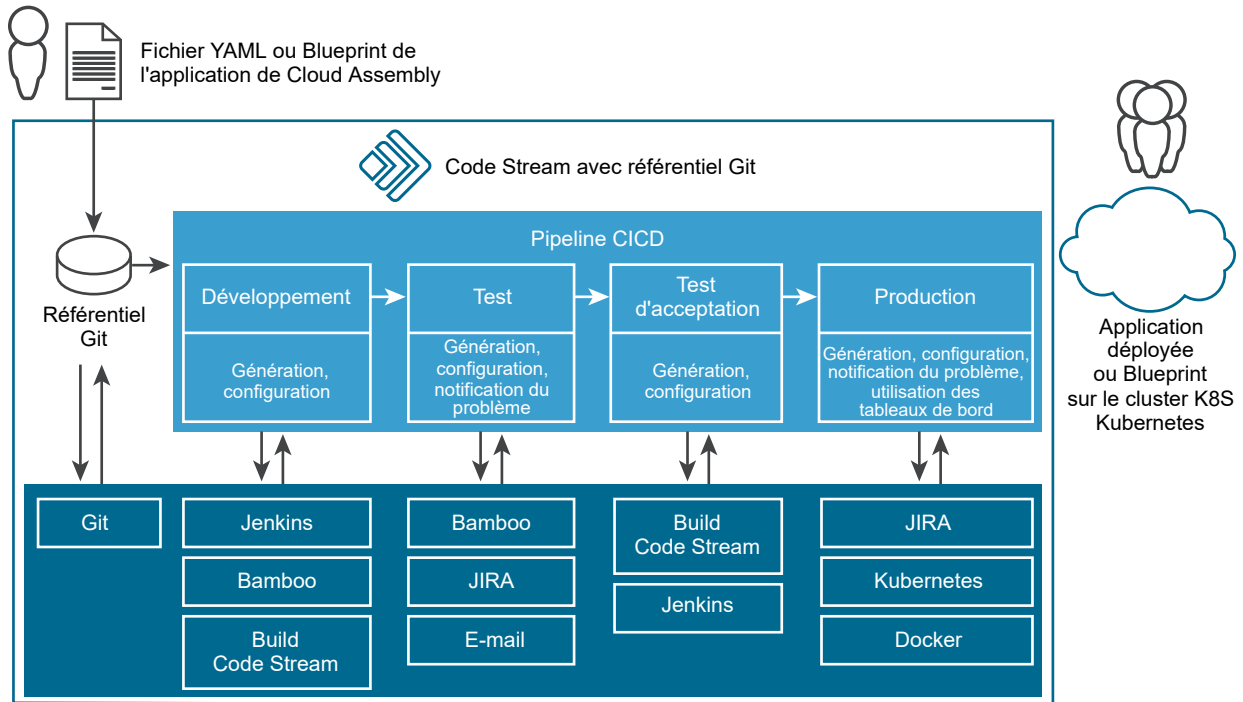 Fichier YAML ou Blueprint de
l'application de Cloud Assembly
Code Stream avec référentiel Git
Pipeline CICD
Développement
Test
Test
d'acceptation
Production
Génération,
configuration
Génération,
configuration,
notification du
problème
Génération,
configuration
Génération, configuration,
notification du problème,
utilisation des
tableaux de bord
Référentiel
Git
Application
déployée
ou Blueprint
sur le cluster K8S
Kubernetes
Git
Jenkins
Bamboo
Build
Code Stream
Bamboo
JIRA
E-mail
Build
Code Stream
Jenkins
JIRA
Kubernetes
Docker